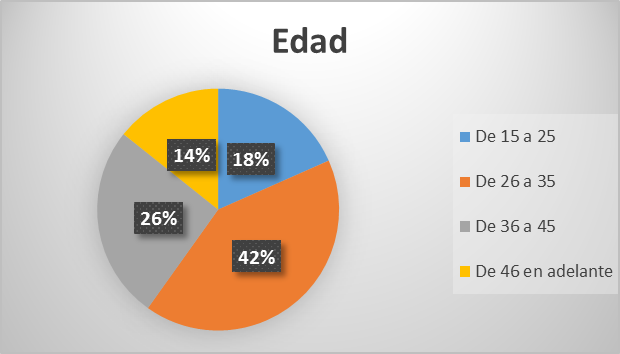 Edad
14%
18%
26%
42%
De 15 a 25
De 26 a 35
De 36 a 45
De 46 en adelante